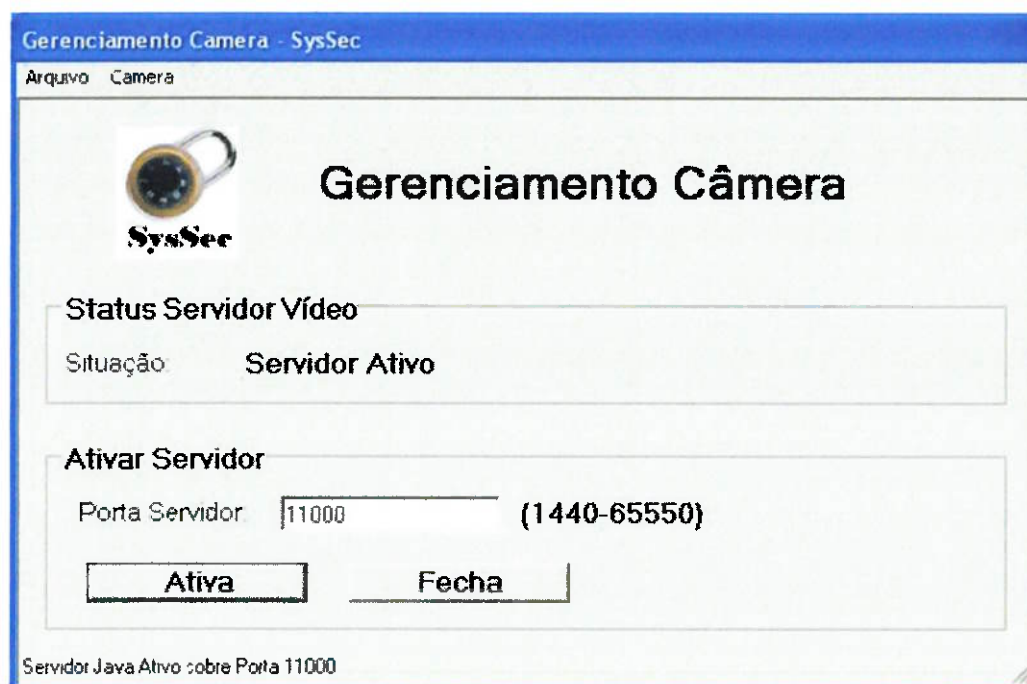 Gerenciamento Camera - SysSec
Arquivo Camera
SysSec
Gerenciamento Câmera
Status Servidor Vídeo
Situação: Servidor Ativo
Ativar Servidor
Porta Servidor: 11000 (1440-65550)
Ativa Fecha
Servidor Java Ativo sobre Porta 11000